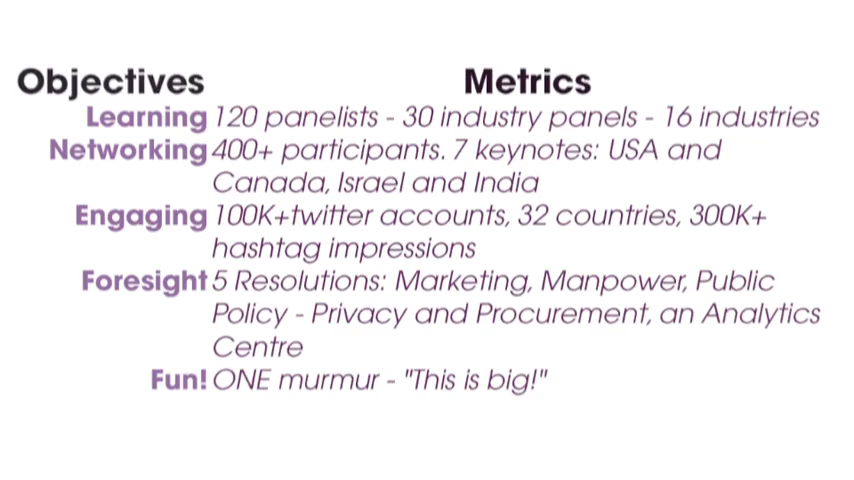 Objectives Metrics
Learning 120 panelists - 30 industry panels - 16 industries
Networking 400+ participants. 7 keynotes: USA and
Canada, Israel and India
Engaging 100K+twitter accounts, 32 countries, 300K+
hashtag impressions
Foresight 5 Resolutions: Marketing, Manpower, Public
Policy - Privacy and Procurement, an Analytics
Centre
Fun! ONE murmur - "This is big!"